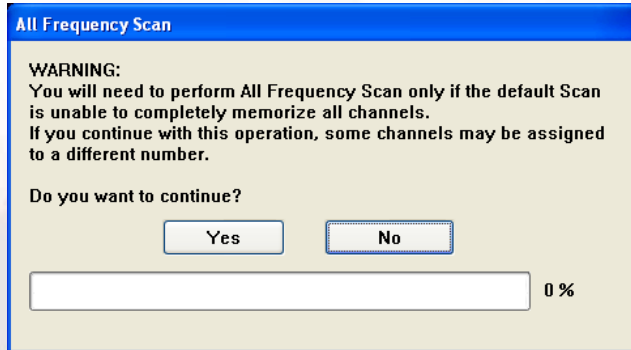 All Frequency Scan
WARNING:
You will need to perform All Frequency Scan only if the default Scan
is unable to completely memorize all channels.
If you continue with this operation, some channels may be assigned
to a different number.
Do you want to continue?
Yes No
0 %